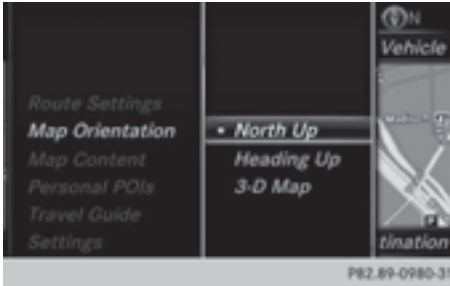 N
Vehicle
Route Settings
Map Orientation
North Up
Map Content
Heading Up
Personal POIs
3-D Map
Travel Guide
Settings
tination
P82.89-0980-31